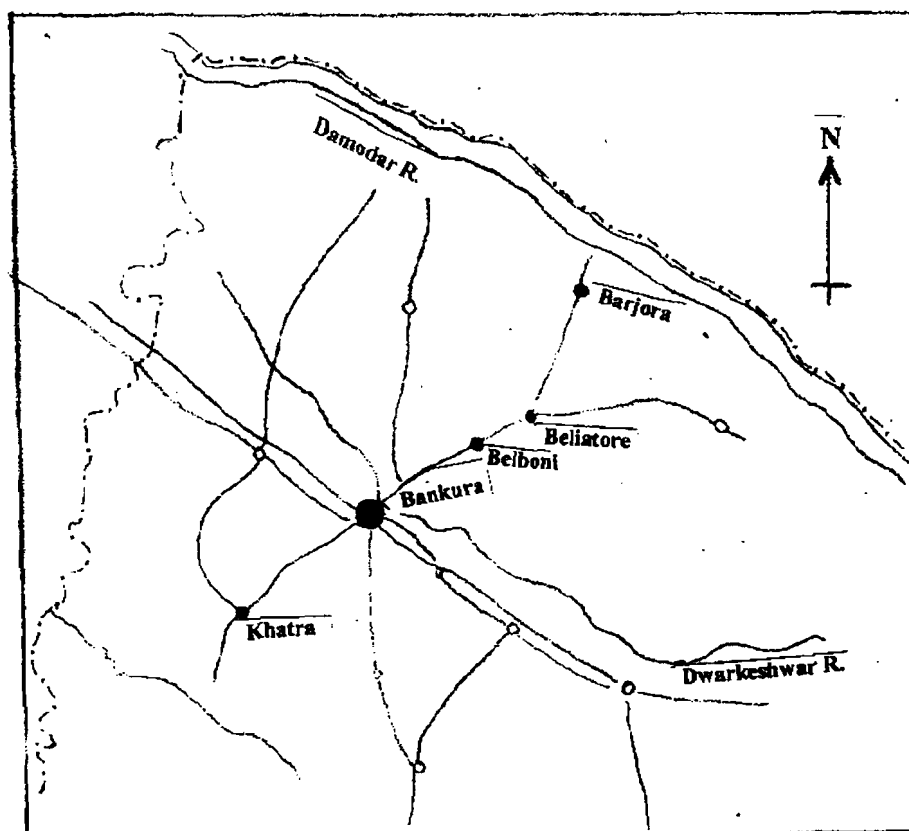 Damodar R.
N
Barjora
Beliatore
Belboni
Bankura
Khatra
Dwarkeshwar R.